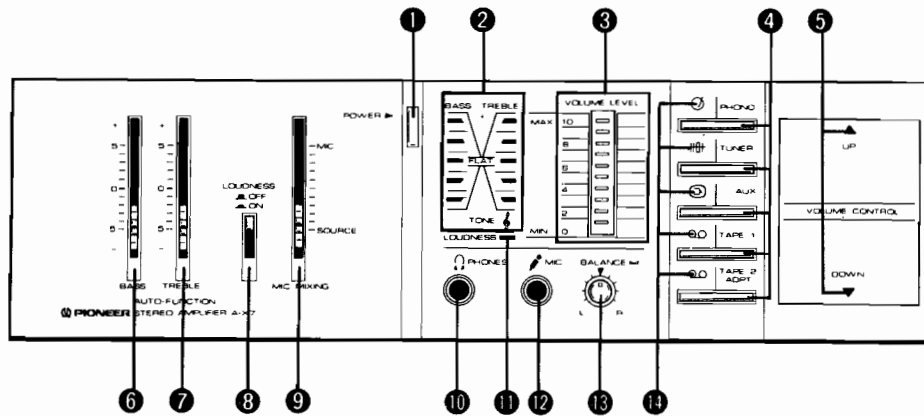 1 2 3 4 5
POWER
BASS TREBLE
FLAT
TONE
LOUDNESS
VOLUME LEVEL
MAX 10
8
6
4
2
MIN 0
PHONO
TUNER
AUX
TAPE 1
TAPE 2
ADPT
UP
VOLUME CONTROL
DOWN
+ +
5 5
0 0
5 5
- -
BASS TREBLE
LOUDNESS
OFF
ON
MIC
SOURCE
MIC MIXING
AUTO-FUNCTION
PIONEER STEREO AMPLIFIER A-X7
PHONES
MIC
BALANCE
L R
6 7 8 9 10 11 12 13 14